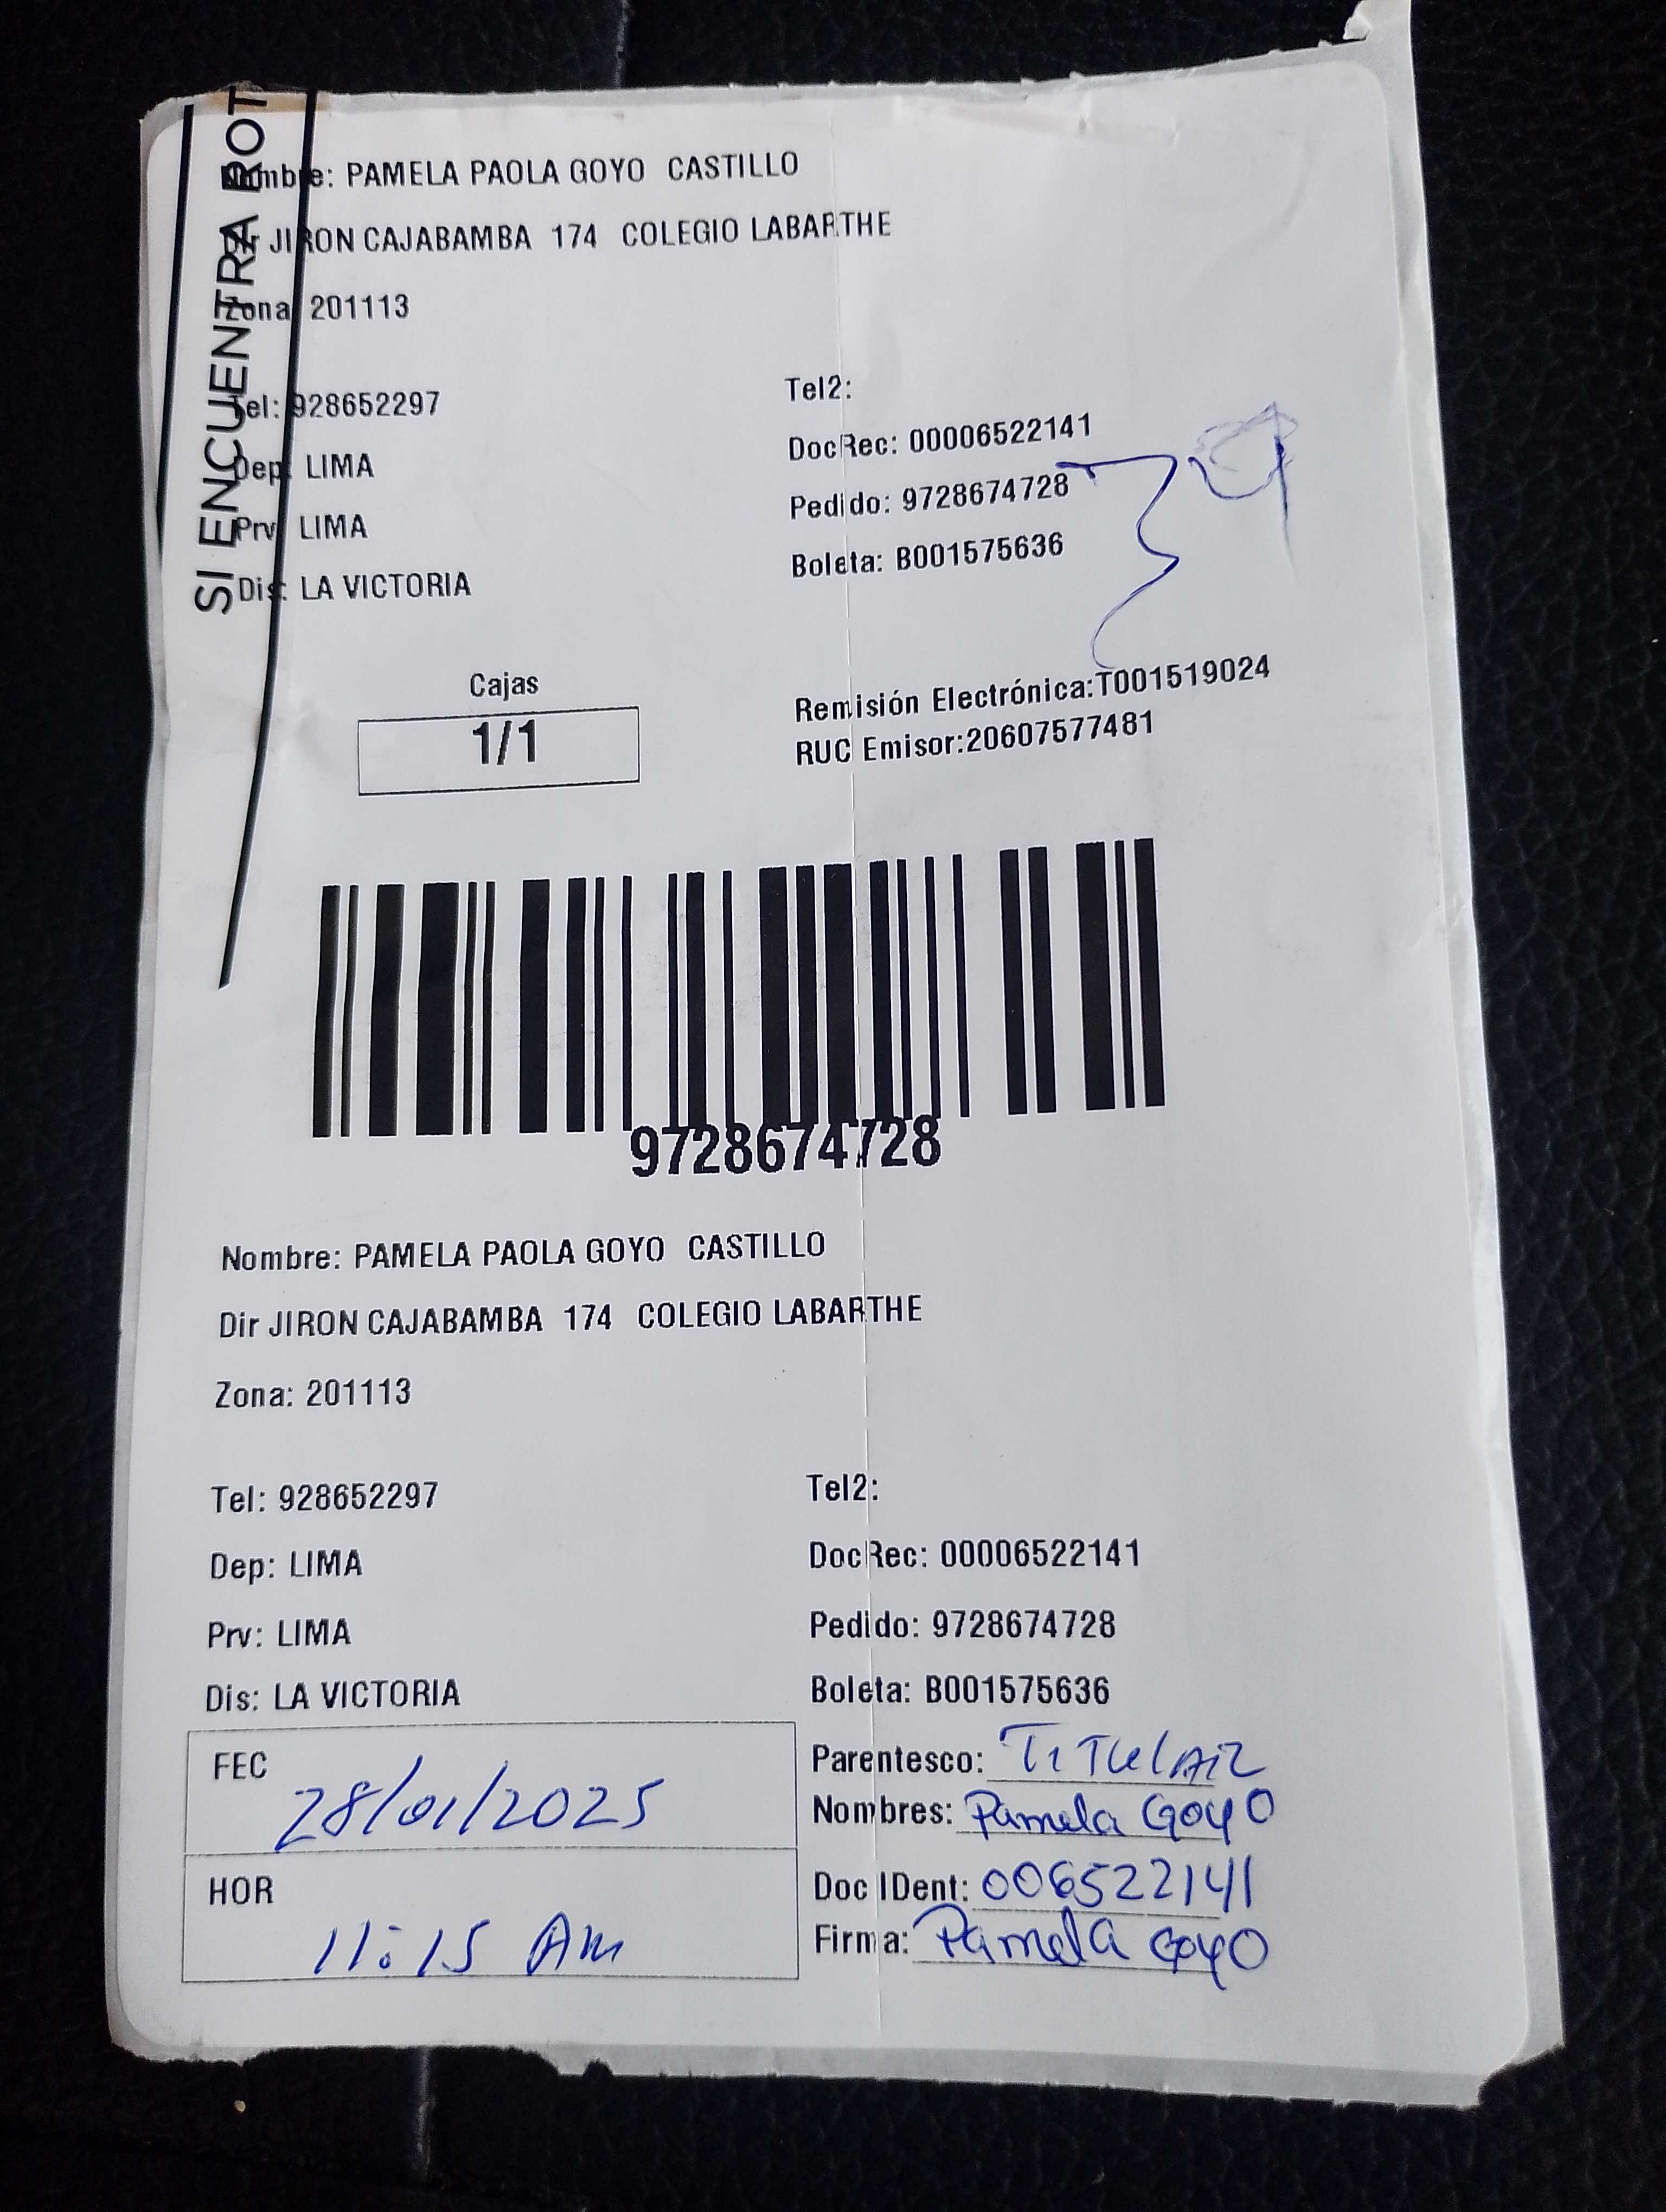 SI ENCUENTRA ROT
Nombre: PAMELA PAOLA GOYO CASTILLO
Dir JIRON CAJABAMBA 174 COLEGIO LABARTHE
Zona: 201113
Tel: 928652297
Tel2:
Dep: LIMA
DocRec: 00006522141
Prv: LIMA
Pedido: 9728674728
Dis: LA VICTORIA
Boleta: B001575636
Cajas
1/1
Remisión Electrónica:T001519024
RUC Emisor:20607577481
9728674728
Nombre: PAMELA PAOLA GOYO CASTILLO
Dir JIRON CAJABAMBA 174 COLEGIO LABARTHE
Zona: 201113
Tel: 928652297
Tel2:
Dep: LIMA
DocRec: 00006522141
Prv: LIMA
Pedido: 9728674728
Dis: LA VICTORIA
Boleta: B001575636
FEC 28/01/2025
Parentesco: TITULAR
Nombres: Pamela Goyo
HOR 11:15 Am
Doc IDent: 006522141
Firma: Pamela Goyo